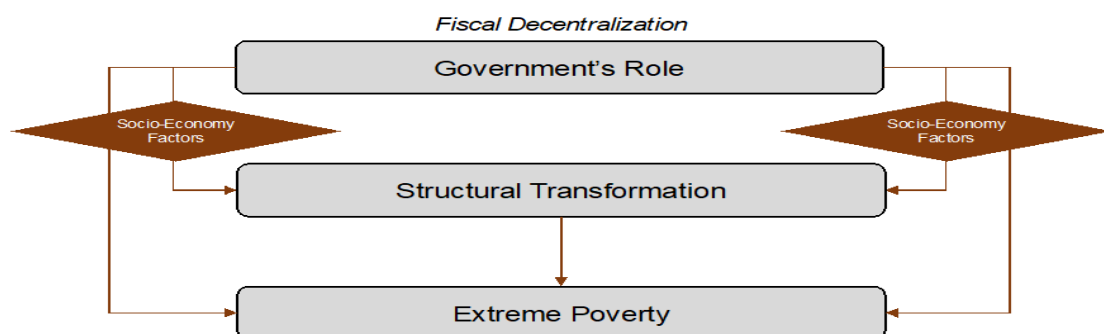 Fiscal Decentralization
Government's Role
Socio-Economy
Factors
Socio-Economy
Factors
Structural Transformation
Extreme Poverty